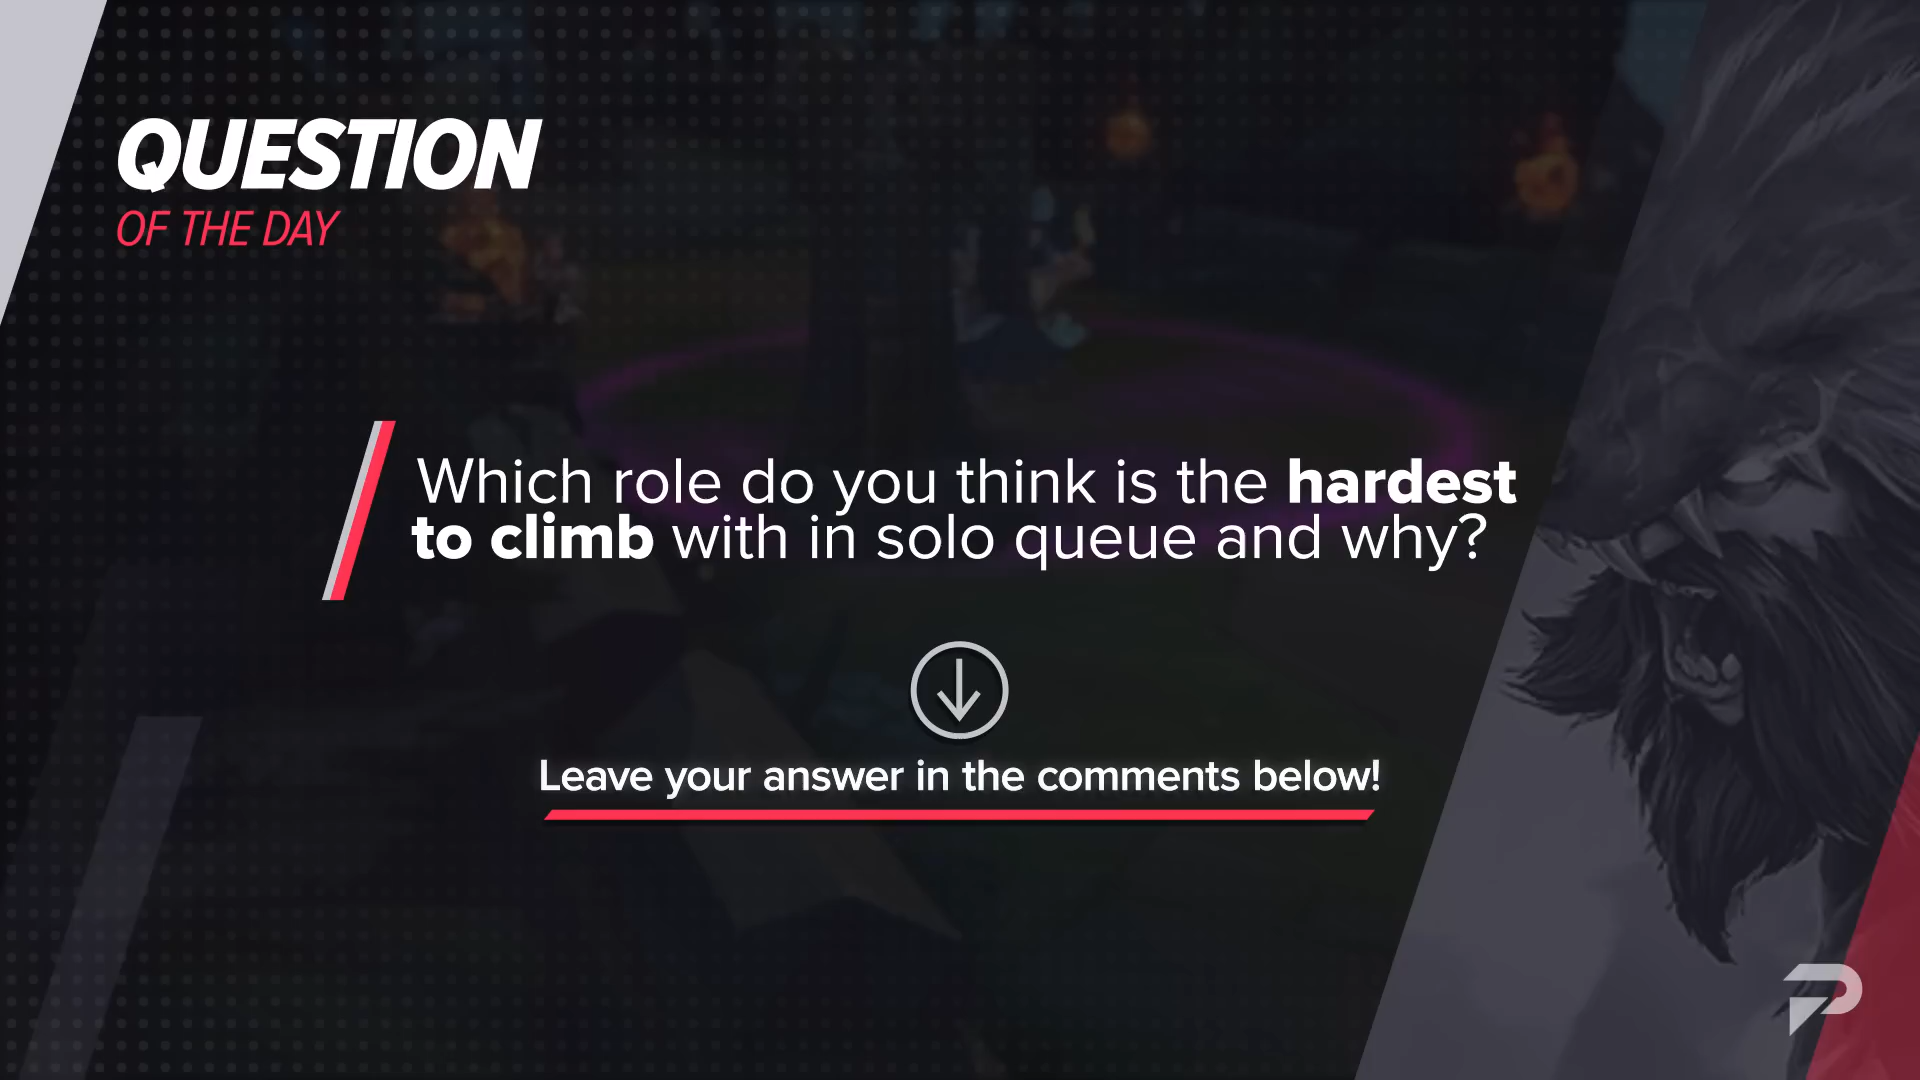 QUESTION
OF THE DAY
Which role do you think is the hardest
to climb with in solo queue and why?
Leave your answer in the comments below!